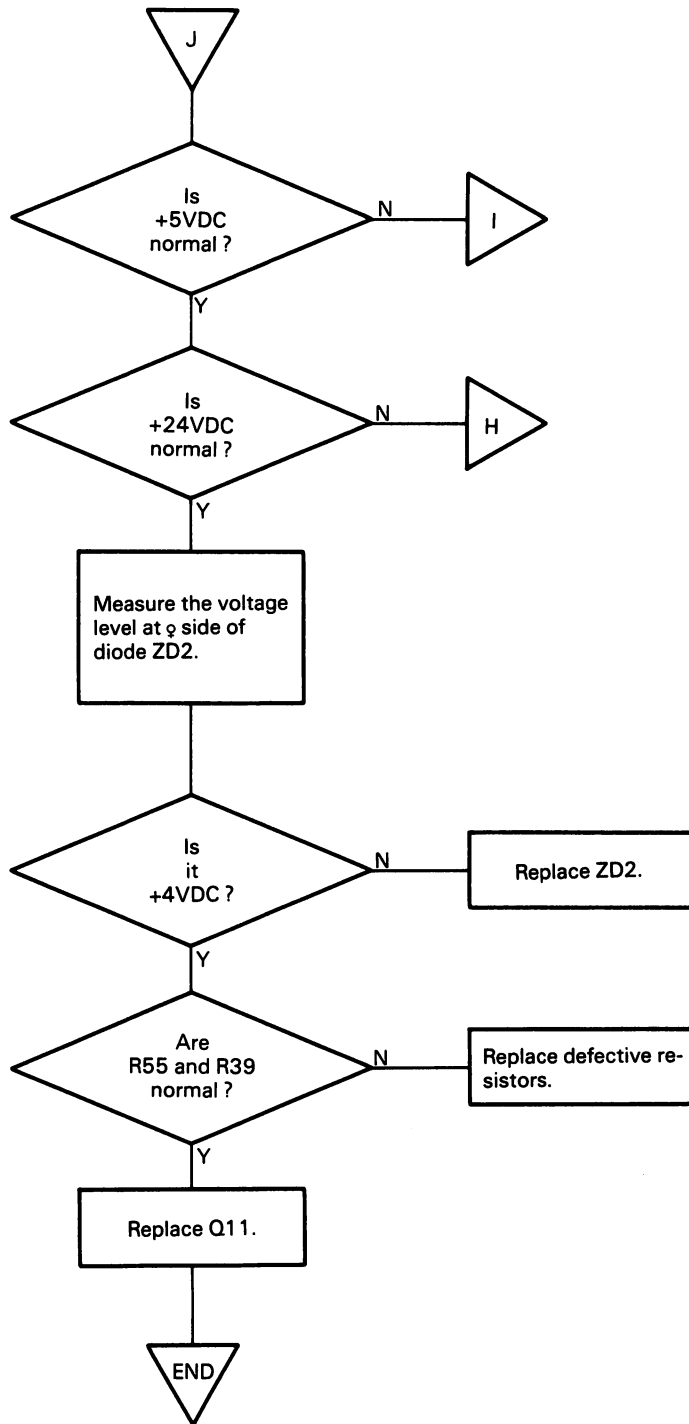 J
Is
+5VDC
normal ?
N
I
Y
Is
+24VDC
normal ?
N
H
Y
Measure the voltage
level at ♀ side of
diode ZD2.
Is
it
+4VDC ?
N
Replace ZD2.
Y
Are
R55 and R39
normal ?
N
Replace defective re-
sistors.
Y
Replace Q11.
END